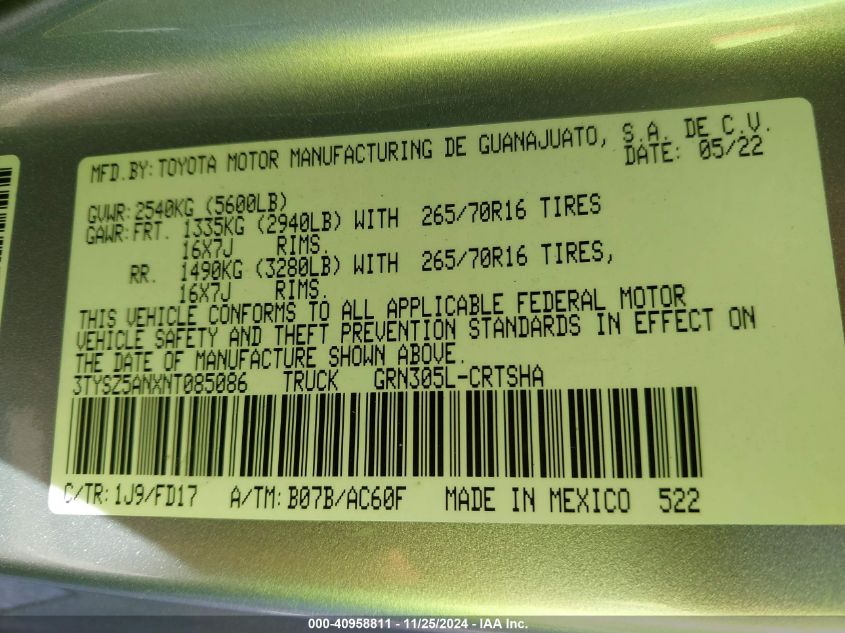 MFD.BY: TOYOTA MOTOR MANUFACTURING DE GUANAJUATO, S.A. DE C.V.
DATE: 05/22
GVWR: 2540KG (5600LB)
GAWR: FRT. 1335KG (2940LB) WITH 265/70R16 TIRES
16X7J RIMS.
RR. 1490KG (3280LB) WITH 265/70R16 TIRES,
16X7J RIMS.
THIS VEHICLE CONFORMS TO ALL APPLICABLE FEDERAL MOTOR
VEHICLE SAFETY AND THEFT PREVENTION STANDARDS IN EFFECT ON
THE DATE OF MANUFACTURE SHOWN ABOVE.
3TYSZ5ANXNT085086 TRUCK GRN305L-CRTSHA
C/TR: 1J9/FD17 A/TM: B07B/AC60F MADE IN MEXICO 522
000-40958811 - 11/25/2024 - IAA Inc.